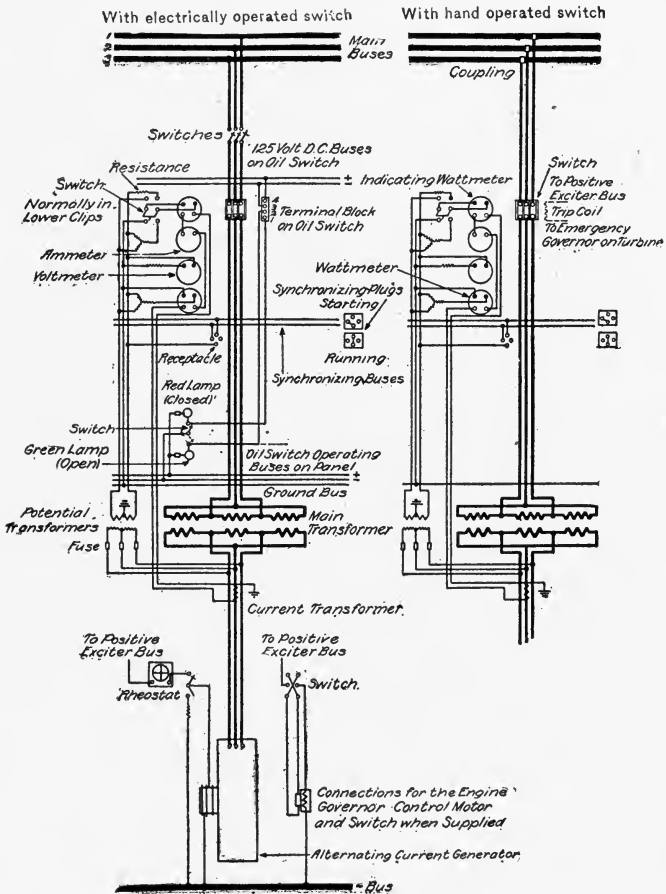 With electrically operated switch
With hand operated switch
1
2
3
Main
Buses
Coupling
Switches
125 Volt D.C. Buses
on Oil Switch
Resistance
Switch
Normally in
Lower Clips
Terminal Block
on Oil Switch
Ammeter
Voltmeter
Indicating Wattmeter
Switch
To Positive
Exciter Bus
Trip Coil
To Emergency
Governor on Turbine
Wattmeter
Synchronizing Plugs
Starting
Running
Receptacle
Synchronizing Buses
Red Lamp
(Closed)
Switch
Green Lamp
(Open)
Oil Switch Operating
Buses on Panel
Ground Bus
Potential
Transformers
Fuse
Main
Transformer
Current Transformer
To Positive
Exciter Bus
Rheostat
To Positive
Exciter Bus
Switch.
Connections for the Engine
Governor Control Motor
and Switch when Supplied
Alternating Current Generator
- Bus